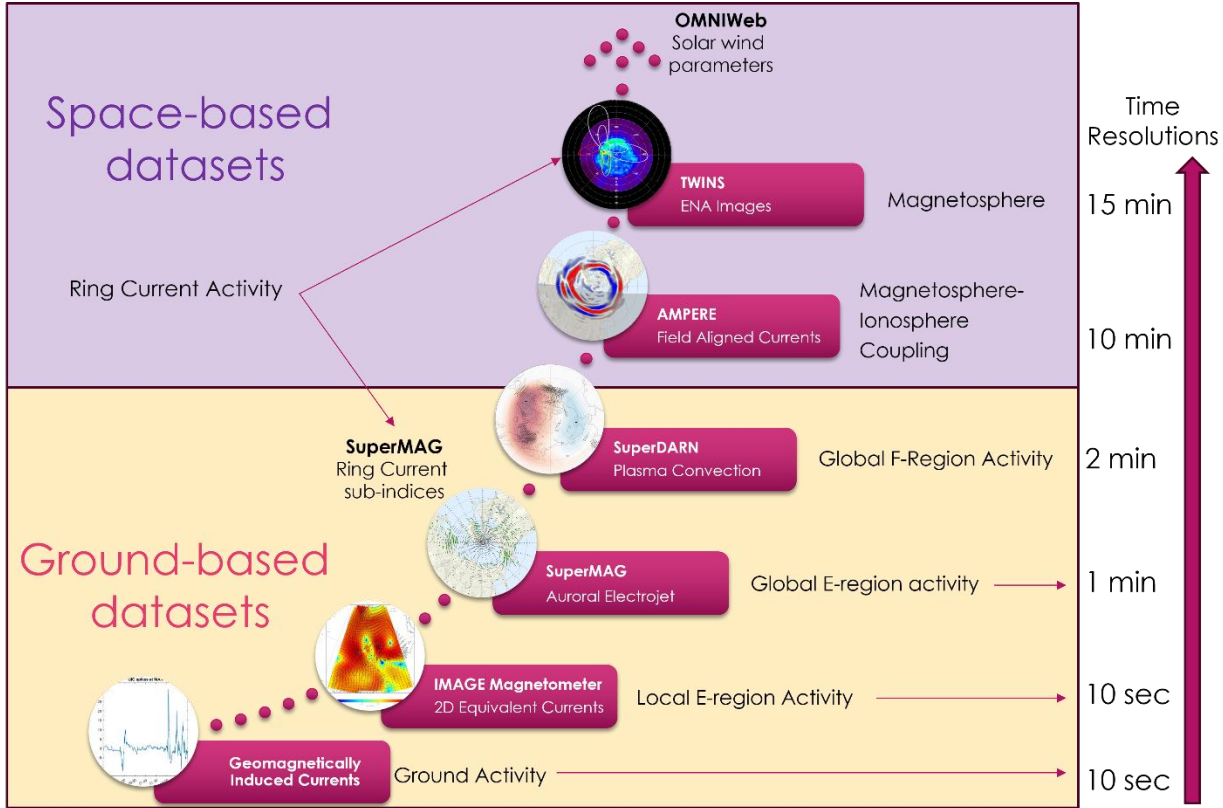 OMNIWeb
Solar wind
parameters
Space-based
datasets
Time
Resolutions
TWINS
ENA Images
Magnetosphere
15 min
Ring Current Activity
AMPERE
Field Aligned Currents
Magnetosphere-
Ionosphere
Coupling
10 min
SuperMAG
Ring Current
sub-indices
SuperDARN
Plasma Convection
Global F-Region Activity
2 min
Ground-based
datasets
SuperMAG
Auroral Electrojet
Global E-region activity
1 min
IMAGE Magnetometer
2D Equivalent Currents
Local E-region Activity
10 sec
Geomagnetically
Induced Currents
Ground Activity
10 sec